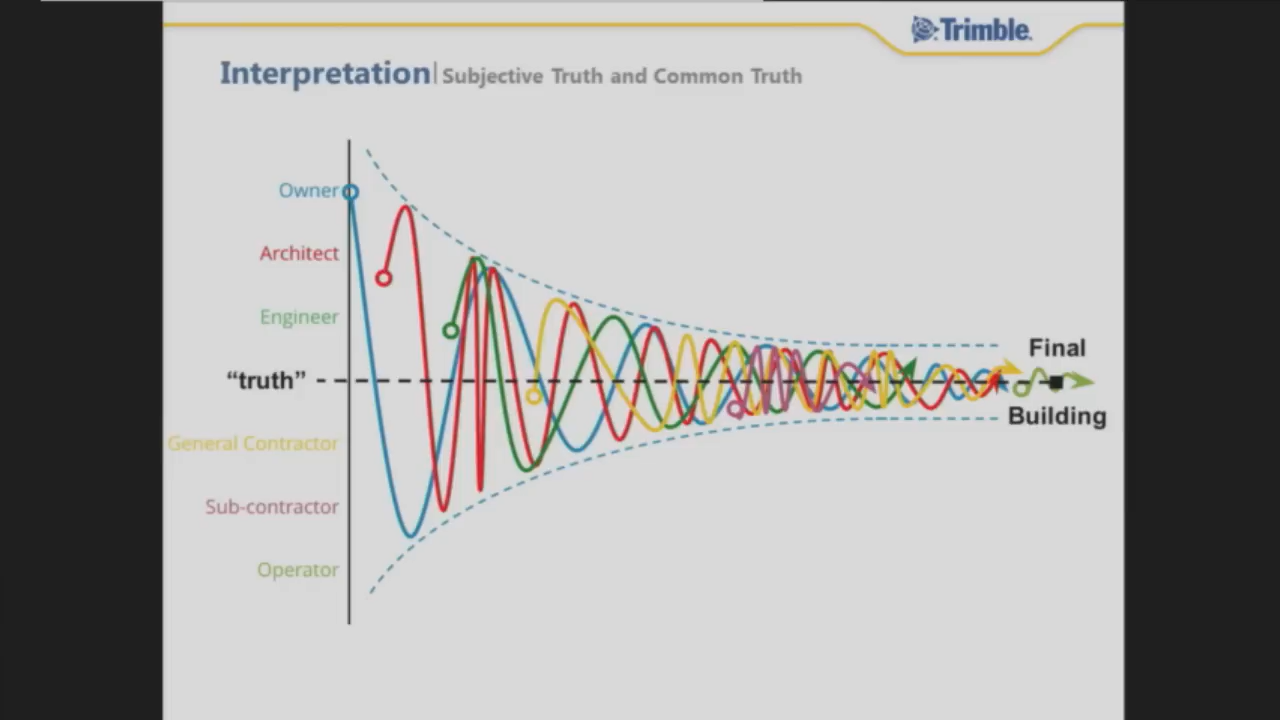 Trimble.
Interpretation| Subjective Truth and Common Truth
Owner
Architect
Engineer
“truth”
General Contractor
Sub-contractor
Operator
Final
Building